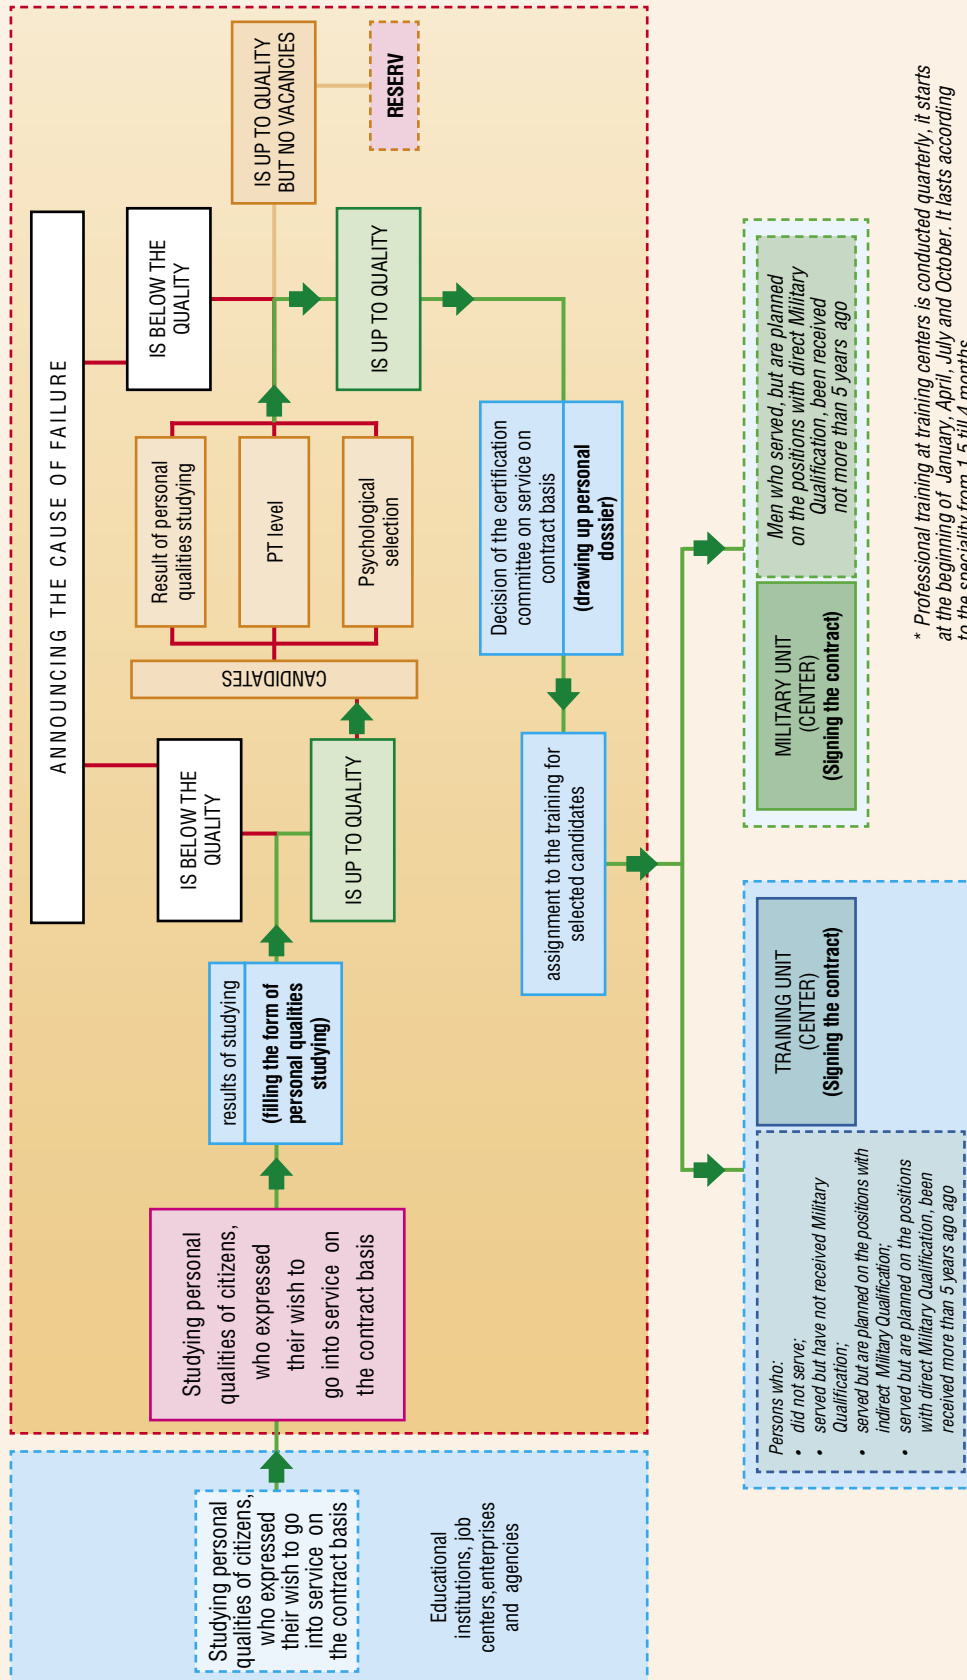 Studying personal
qualities of citizens,
who expressed
their wish to go
into service on
the contract basis
Educational
institutions, job
centers,enterprises
and agencies
Studying personal
qualities of citizens,
who expressed
their wish to
go into service on
the contract basis
results of studying
(filling the form of
personal qualities
studying)
ANNOUNCING THE CAUSE OF FAILURE
IS BELOW THE
QUALITY
IS UP TO QUALITY
CANDIDATES
Result of personal
qualities studying
PT level
Psychological
selection
IS BELOW THE
QUALITY
IS UP TO QUALITY
IS UP TO QUALITY
BUT NO VACANCIES
RESERV
Decision of the certification
committee on service on
contract basis
(drawing up personal
dossier)
assignment to the training for
selected candidates
Persons who:
• did not serve;
• served but have not received Military
Qualification;
• served but are planned on the positions with
indirect Military Qualification;
• served but are planned on the positions
with direct Military Qualification, been
received more than 5 years ago ago
TRAINING UNIT
(CENTER)
(Signing the contract)
MILITARY UNIT
(CENTER)
(Signing the contract)
Men who served, but are planned
on the positions with direct Military
Qualification, been received
not more than 5 years ago
* Professional training at training centers is conducted quarterly, it starts
at the beginning of January, April, July and October. It lasts according
to the speciality from 1,5 till 4 months